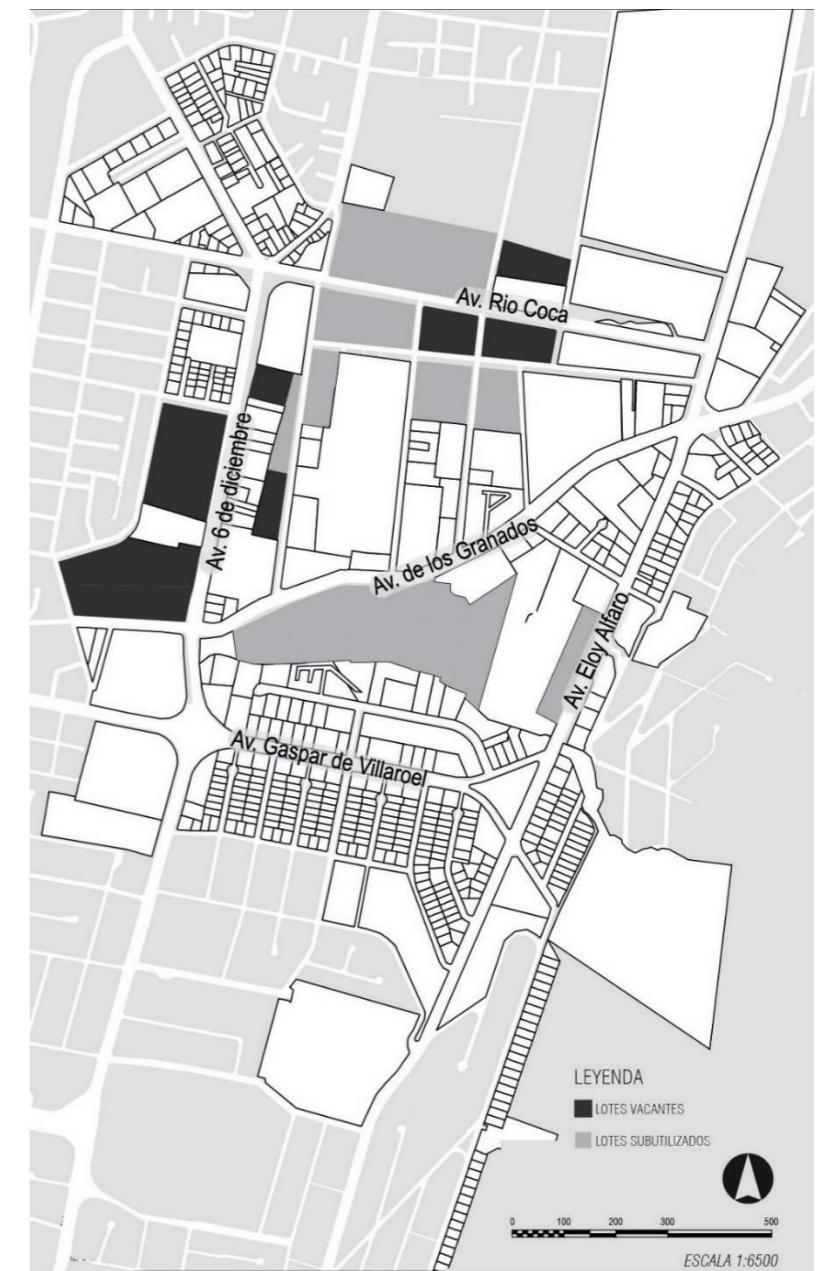 Av. Rio Coca
Av. 6 de diciembre
Av. de los Granados
Av. Eloy Alfaro
Av. Gaspar de Villaroel
LEYENDA
LOTES VACANTES
LOTES SUBUTILIZADOS
0 100 200 300 500
ESCALA 1:6500